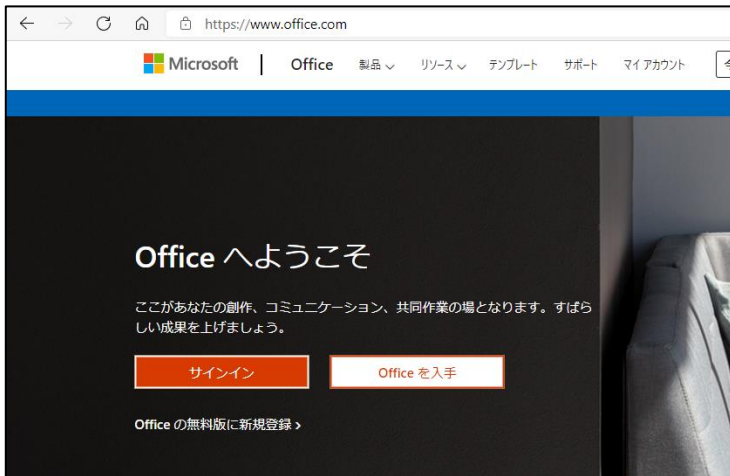 https://www.office.com
Microsoft | Office 製品 リソース テンプレート サポート マイ アカウント
Office へようこそ
ここがあなたの創作、コミュニケーション、共同作業の場となります。すばら
しい成果を上げましょう。
サインイン Office を入手
Office の無料版に新規登録 >